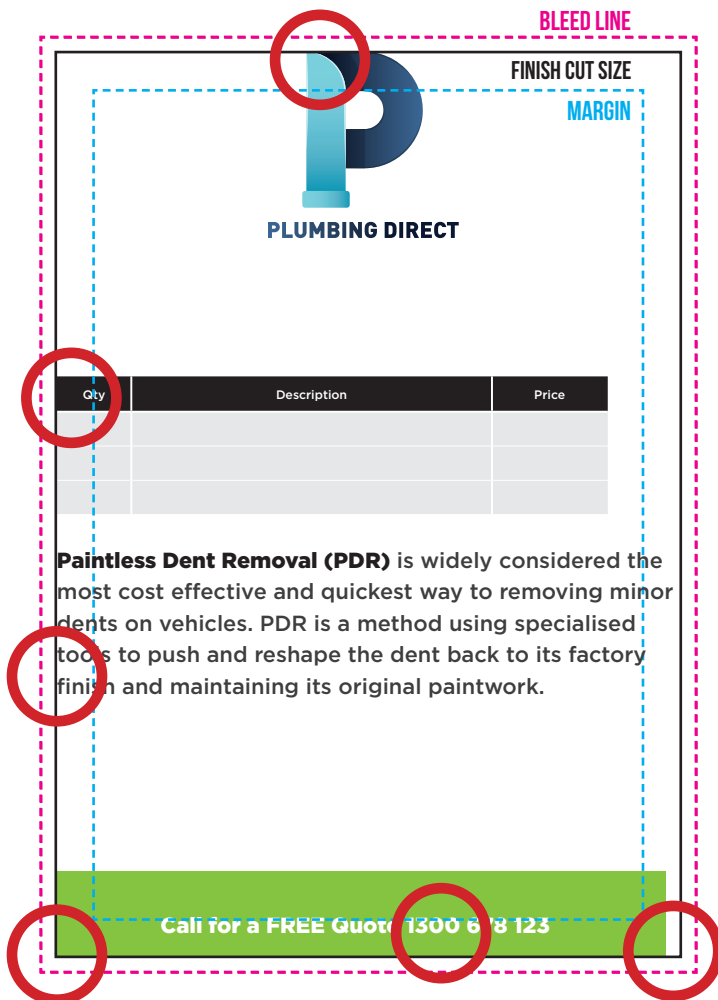 BLEED LINE
FINISH CUT SIZE
MARGIN
PLUMBING DIRECT
Qty Description Price
Paintless Dent Removal (PDR) is widely considered the
most cost effective and quickest way to removing minor
dents on vehicles. PDR is a method using specialised
tools to push and reshape the dent back to its factory
finish and maintaining its original paintwork.
Call for a FREE Quote 1300 678 123